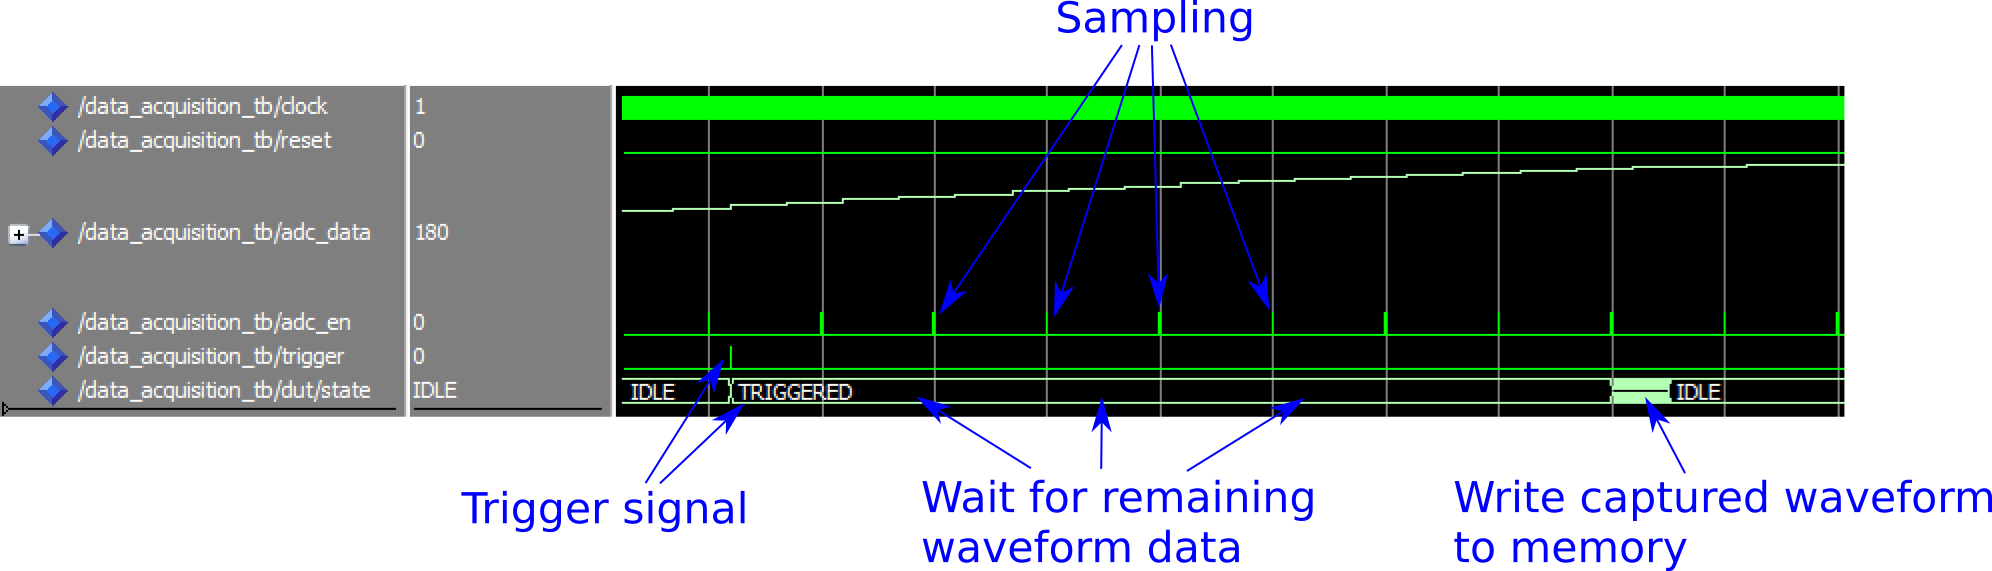 Sampling
/data_acquisition_tb/clock 1
/data_acquisition_tb/reset 0
/data_acquisition_tb/adc_data 180
/data_acquisition_tb/adc_en 0
/data_acquisition_tb/trigger 0
/data_acquisition_tb/dut/state IDLE IDLE TRIGGERED IDLE
Trigger signal
Wait for remaining
waveform data
Write captured waveform
to memory